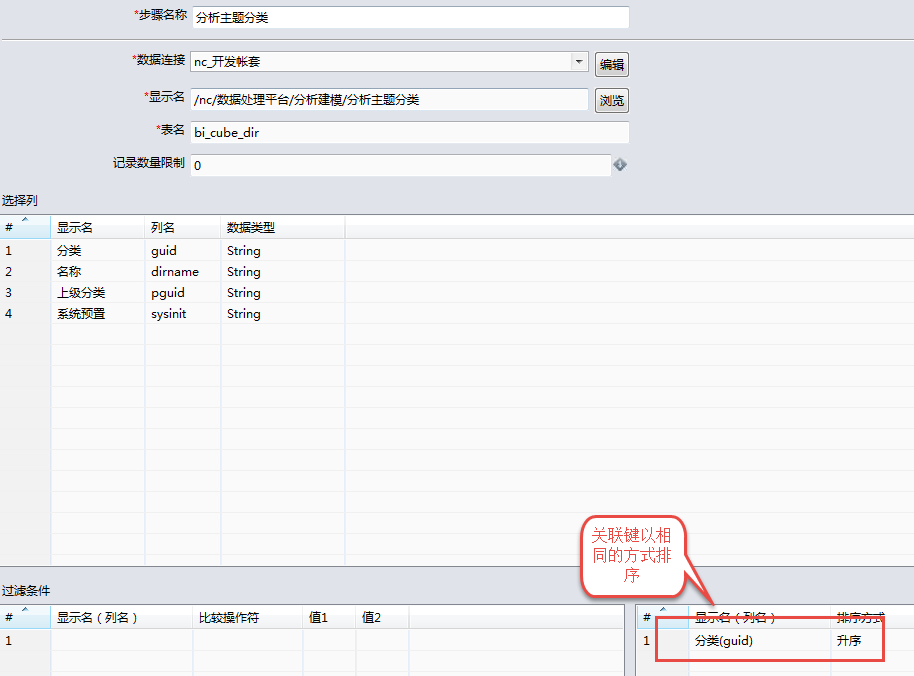 *步骤名称 分析主题分类
*数据连接 nc_开发帐套 编辑
*显示名 /nc/数据处理平台/分析建模/分析主题分类 浏览
*表名 bi_cube_dir
记录数量限制 0
选择列
# 显示名 列名 数据类型
1 分类 guid String
2 名称 dirname String
3 上级分类 pguid String
4 系统预置 sysinit String
关联键以相
同的方式排
序
过滤条件
# 显示名（列名） 比较操作符 值1 值2 # 显示名（列名） 排序方式
1 1 分类(guid) 升序